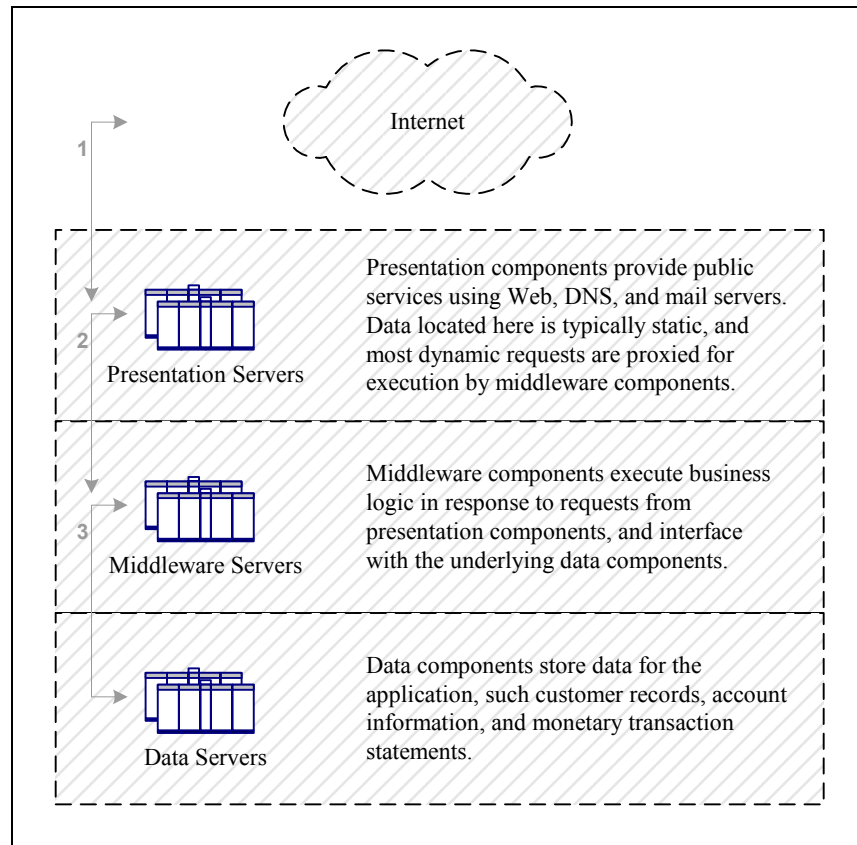 Internet
1
Presentation components provide public
services using Web, DNS, and mail servers.
Data located here is typically static, and
most dynamic requests are proxied for
execution by middleware components.
2
Presentation Servers
Middleware components execute business
logic in response to requests from
presentation components, and interface
with the underlying data components.
3
Middleware Servers
Data components store data for the
application, such customer records, account
information, and monetary transaction
statements.
Data Servers